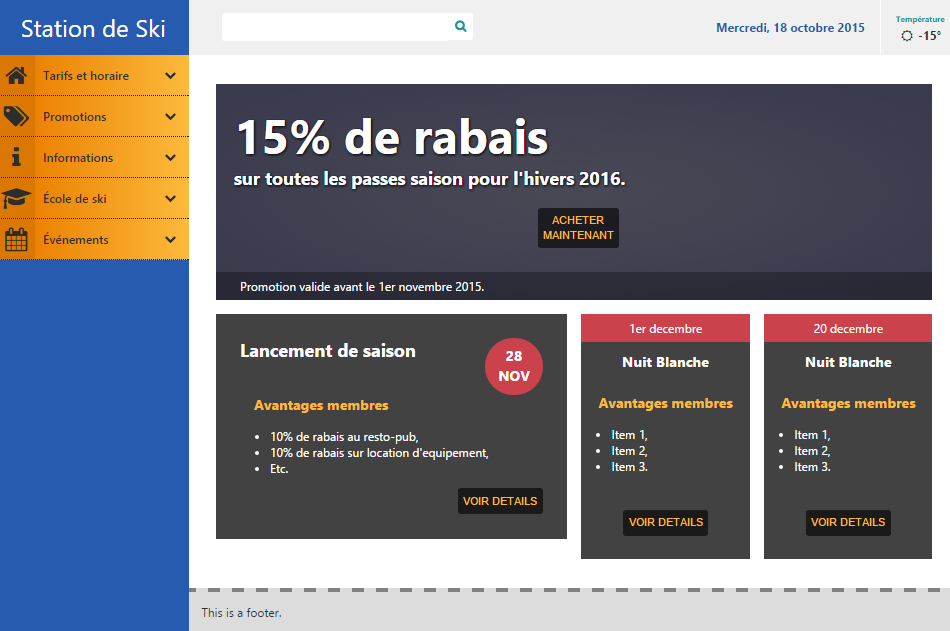 Station de Ski
Mercredi, 18 octobre 2015
Température
-15°
Tarifs et horaire
Promotions
Informations
École de ski
Événements
15% de rabais
sur toutes les passes saison pour l'hivers 2016.
ACHETER
MAINTENANT
Promotion valide avant le 1er novembre 2015.
Lancement de saison
28
NOV
Avantages membres
10% de rabais au resto-pub,
10% de rabais sur location d'equipement,
Etc.
VOIR DETAILS
1er decembre
Nuit Blanche
Avantages membres
Item 1,
Item 2,
Item 3.
VOIR DETAILS
20 decembre
Nuit Blanche
Avantages membres
Item 1,
Item 2,
Item 3.
VOIR DETAILS
This is a footer.